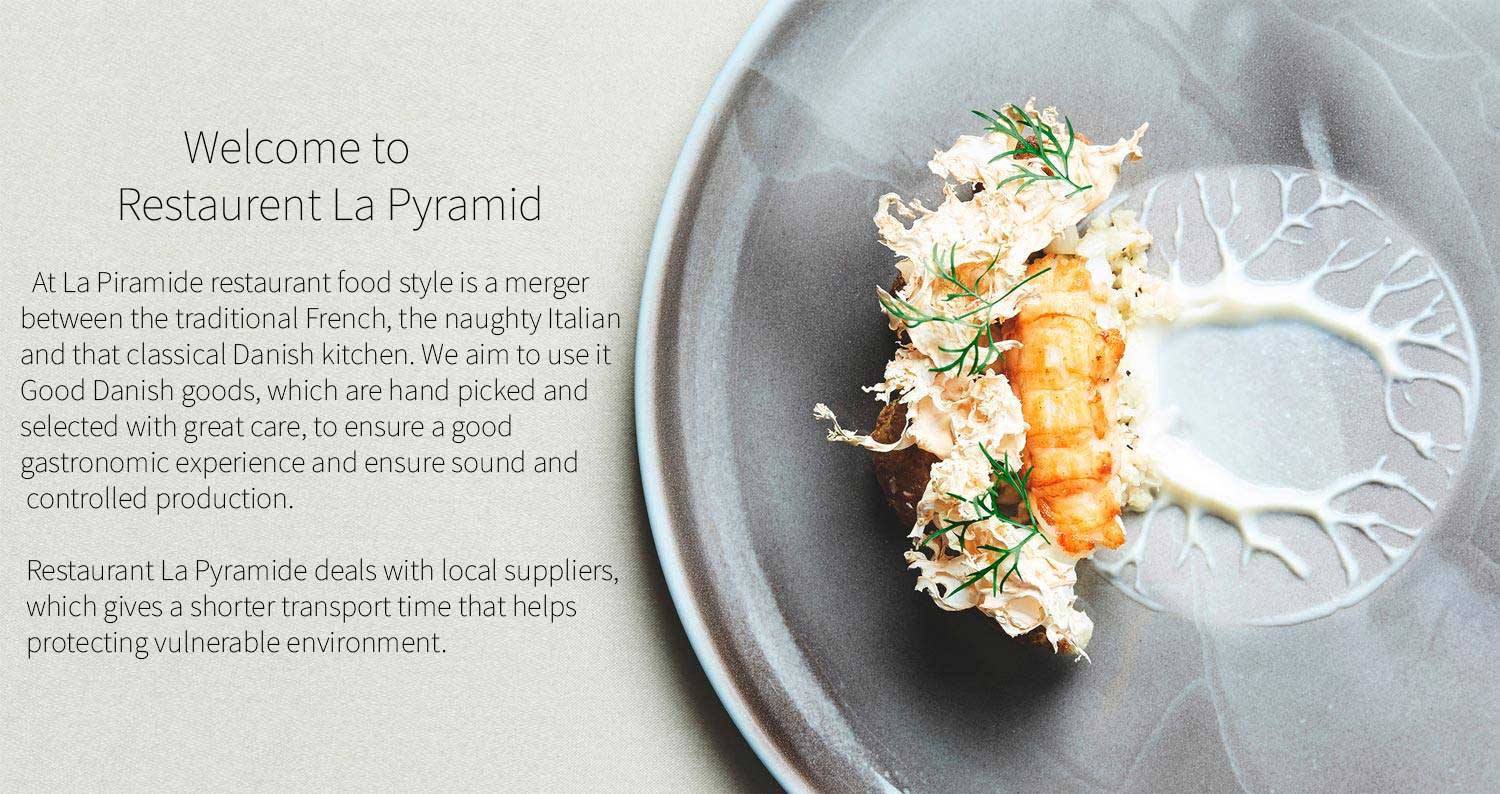 Welcome to
Restaurent La Pyramid
At La Piramide restaurant food style is a merger
between the traditional French, the naughty Italian
and that classical Danish kitchen. We aim to use it
Good Danish goods, which are hand picked and
selected with great care, to ensure a good
gastronomic experience and ensure sound and
controlled production.
Restaurant La Pyramide deals with local suppliers,
which gives a shorter transport time that helps
protecting vulnerable environment.